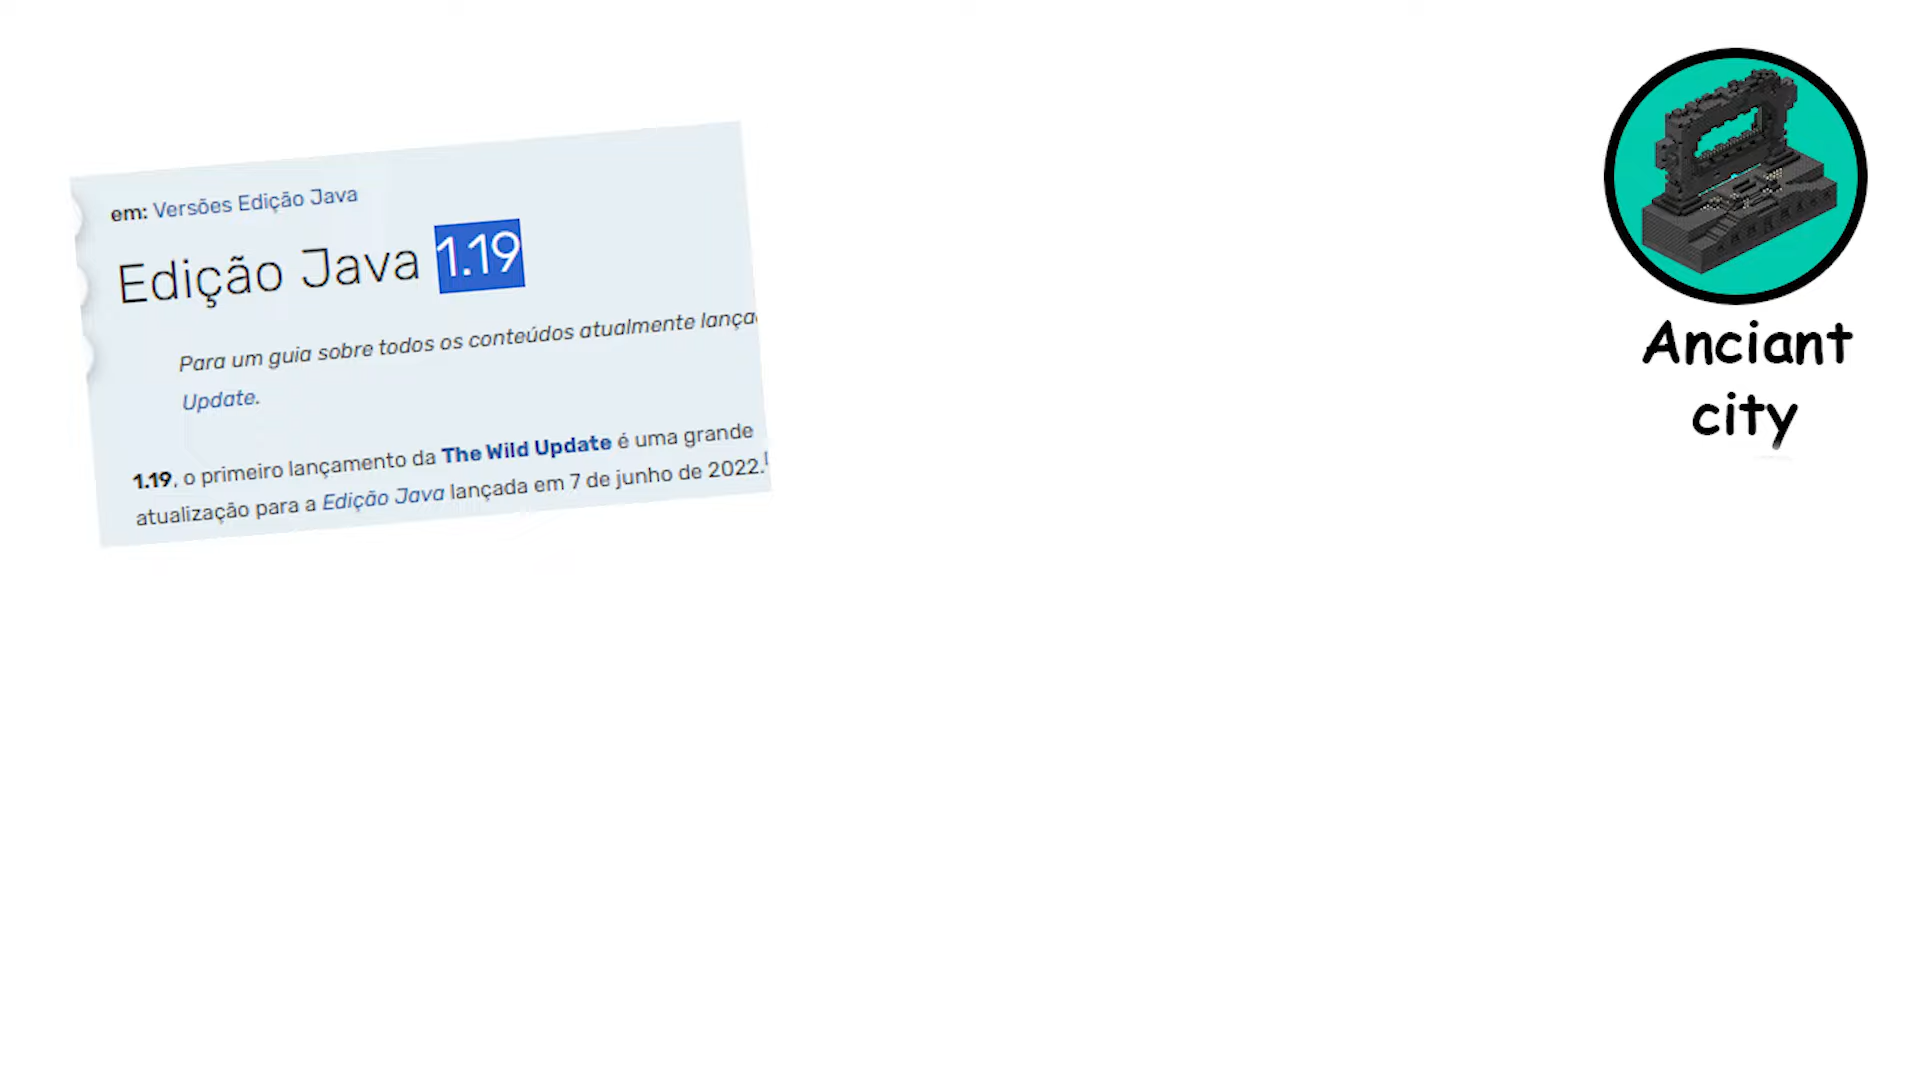 em: Versões Edição Java
Edição Java 1.19
Para um guia sobre todos os conteúdos atualmente
Update.
1.19, o primeiro lançamento da The Wild Update é uma grande
atualização para a Edição Java lançada em 7 de junho de 2022.
Anciant
city